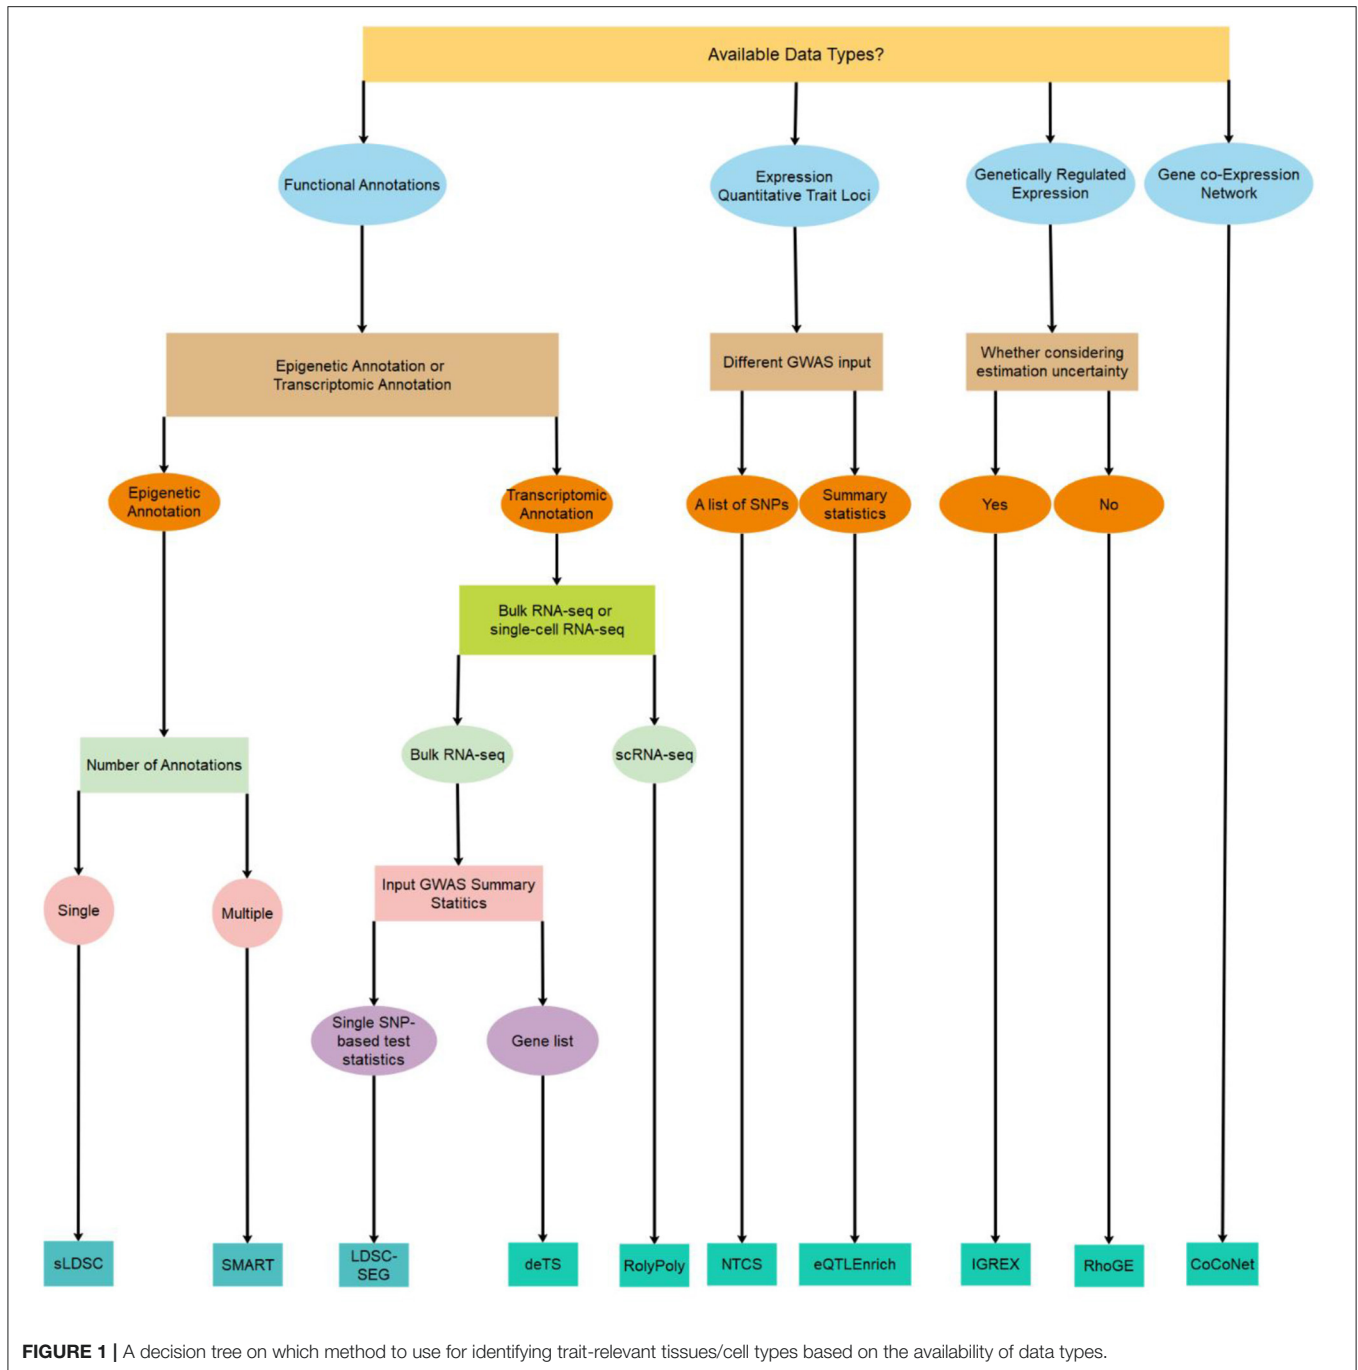 Available Data Types?
Functional Annotations
Expression
Quantitative Trait Loci
Genetically Regulated
Expression
Gene co-Expression
Network
Epigenetic Annotation or
Transcriptomic Annotation
Different GWAS input
Whether considering
estimation uncertainty
Epigenetic
Annotation
Transcriptomic
Annotation
A list of SNPs
Summary
statistics
Yes
No
Bulk RNA-seq or
single-cell RNA-seq
Number of Annotations
Bulk RNA-seq
scRNA-seq
Input GWAS Summary
Statitics
Single
Multiple
Single SNP-
based test
statistics
Gene list
sLDSC
SMART
LDSC-
SEG
deTS
RolyPoly
NTCS
eQTLEnrich
IGREX
RhoGE
CoCoNet
FIGURE 1 | A decision tree on which method to use for identifying trait-relevant tissues/cell types based on the availability of data types.